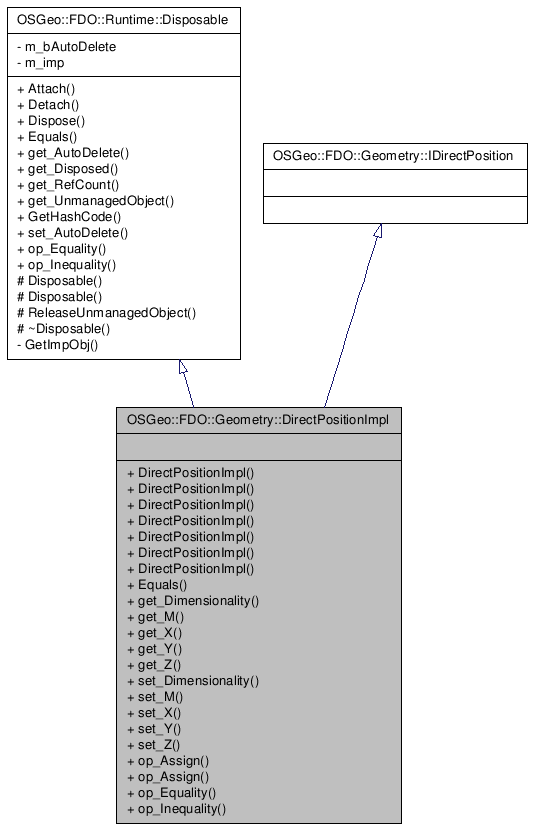 OSGeo::FDO::Runtime::Disposable
- m_bAutoDelete
- m_imp
+ Attach()
+ Detach()
+ Dispose()
+ Equals()
+ get_AutoDelete()
+ get_Disposed()
+ get_RefCount()
+ get_UnmanagedObject()
+ GetHashCode()
+ set_AutoDelete()
+ op_Equality()
+ op_Inequality()
# Disposable()
# Disposable()
# ReleaseUnmanagedObject()
# ~Disposable()
- GetImpObj()
OSGeo::FDO::Geometry::IDirectPosition
OSGeo::FDO::Geometry::DirectPositionImpl
+ DirectPositionImpl()
+ DirectPositionImpl()
+ DirectPositionImpl()
+ DirectPositionImpl()
+ DirectPositionImpl()
+ DirectPositionImpl()
+ DirectPositionImpl()
+ Equals()
+ get_Dimensionality()
+ get_M()
+ get_X()
+ get_Y()
+ get_Z()
+ set_Dimensionality()
+ set_M()
+ set_X()
+ set_Y()
+ set_Z()
+ op_Assign()
+ op_Assign()
+ op_Equality()
+ op_Inequality()